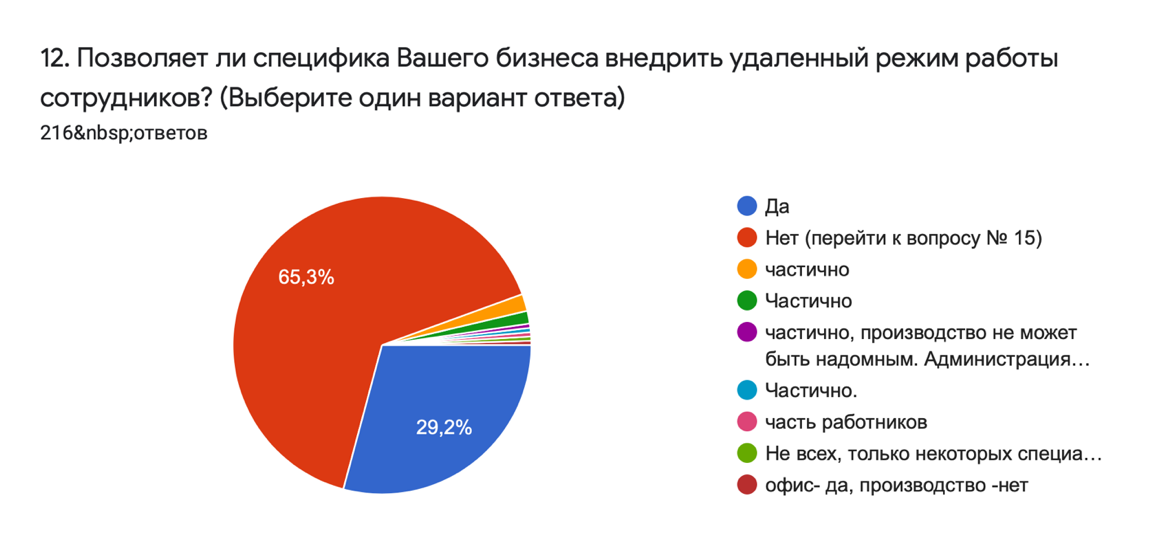 12. Позволяет ли специфика Вашего бизнеса внедрить удаленный режим работы
сотрудников? (Выберите один вариант ответа)
216&nbsp;ответов
65,3%
29,2%
Да
Нет (перейти к вопросу № 15)
частично
Частично
частично, производство не может
быть надомным. Администрация…
Частично.
часть работников
Не всех, только некоторых специа…
офис- да, производство -нет